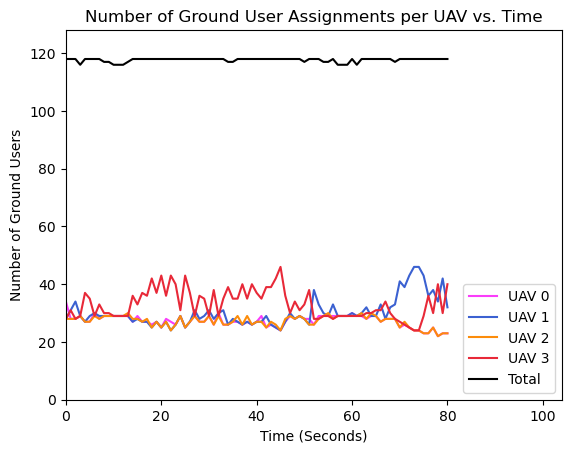 Number of Ground User Assignments per UAV vs. Time
Number of Ground Users
120
100
80
60
40
20
0
0 20 40 60 80 100
Time (Seconds)
UAV 0
UAV 1
UAV 2
UAV 3
Total